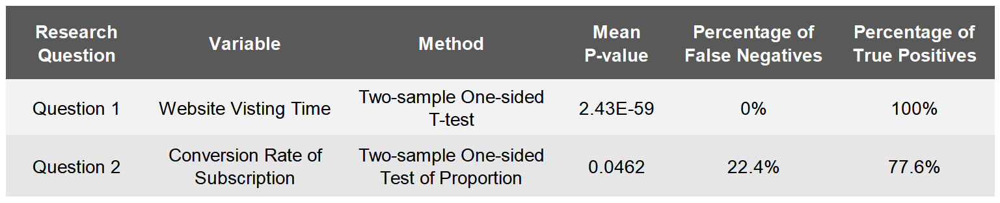 Research Question
Variable
Method
Mean P-value
Percentage of False Negatives
Percentage of True Positives
Question 1
Website Visting Time
Two-sample One-sided
T-test
2.43E-59
0%
100%
Question 2
Conversion Rate of
Subscription
Two-sample One-sided
Test of Proportion
0.0462
22.4%
77.6%